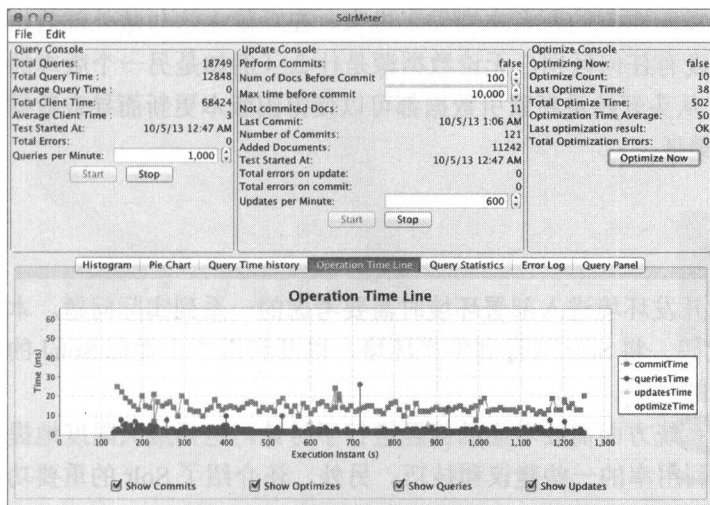 SolrMeter
File Edit
Query Console
Total Queries: 18749
Total Query Time : 12848
Average Query Time : 0
Total Client Time: 68424
Average Client Time: 3
Test Started At: 10/5/13 12:47 AM
Total Errors: 0
Queries per Minute: 1,000
Start Stop
Update Console
Perform Commits: false
Num of Docs Before Commit 100
Max time before commit 10,000
Not commited Docs: 11
Last Commit: 10/5/13 1:06 AM
Number of Commits: 121
Added Documents: 11242
Test Started At: 10/5/13 12:47 AM
Total errors on update: 0
Total errors on commit: 0
Updates per Minute: 600
Start Stop
Optimize Console
Optimizing Now: false
Optimize Count: 10
Last Optimize Time: 38
Total Optimize Time: 502
Optimization Time Average: 50
Last optimization result: OK
Total Optimization Errors: 0
Optimize Now
Histogram Pie Chart Query Time history Operation Time Line Query Statistics Error Log Query Panel
Operation Time Line
Time (ms)
60
50
40
30
20
10
0
0 100 200 300 400 500 600 700 800 900 1,000 1,100 1,200 1,300
Execution Instant (s)
commitTime
queriesTime
updatesTime
optimizeTime
Show Commits Show Optimizes Show Queries Show Updates